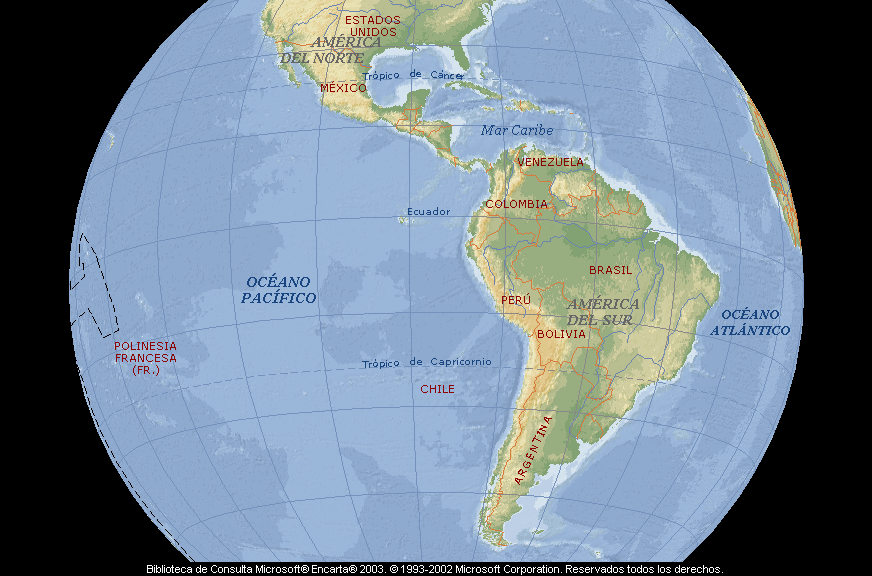 ESTADOS
UNIDOS
AMÉRICA
DEL NORTE
Trópico de Cáncer
MÉXICO
Mar Caribe
VENEZUELA
COLOMBIA
Ecuador
BRASIL
OCÉANO
PACÍFICO
PERÚ
AMÉRICA
DEL SUR
OCÉANO
ATLÁNTICO
BOLIVIA
POLINESIA
FRANCESA
(FR.)
Trópico de Capricornio
CHILE
ARGENTINA
Biblioteca de Consulta Microsoft® Encarta® 2003. © 1993-2002 Microsoft Corporation. Reservados todos los derechos.